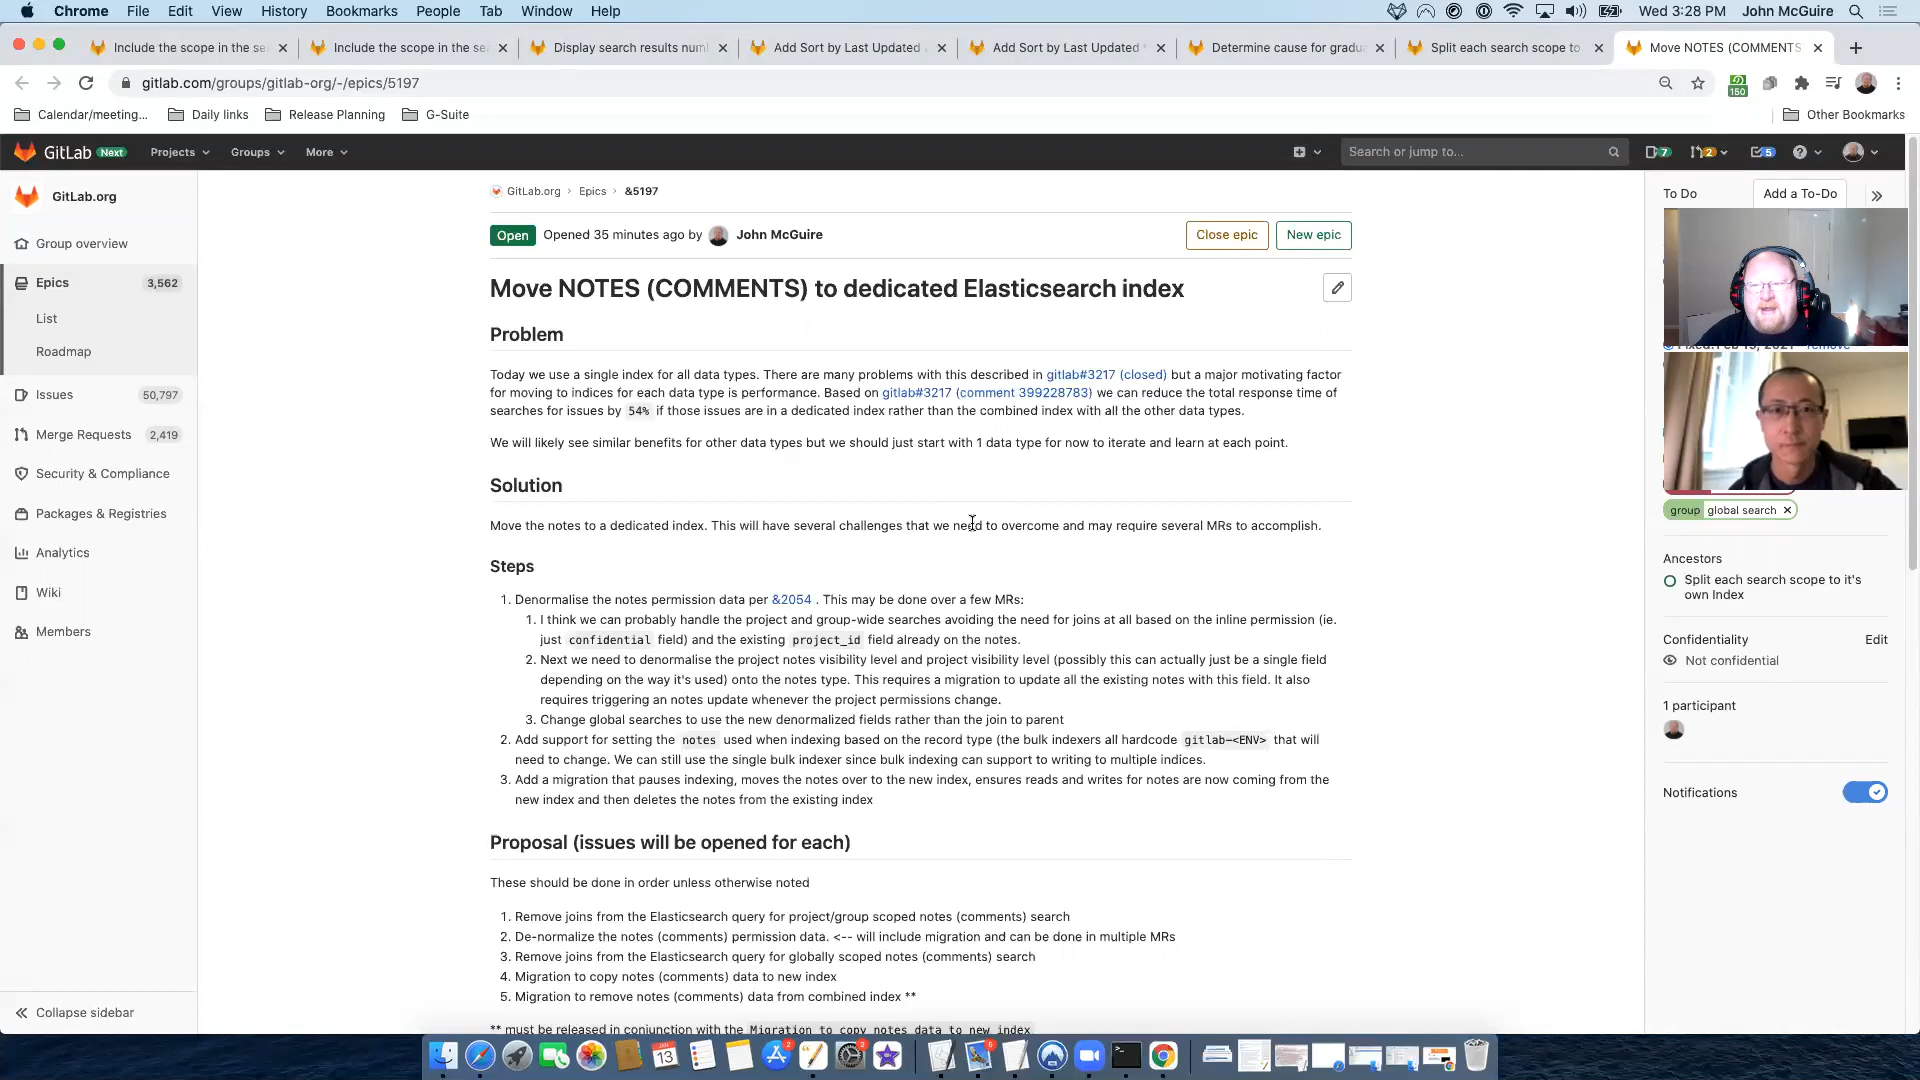 Chrome File Edit View History Bookmarks People Tab Window Help Wed 3:28 PM John McGuire
Include the scope in the se Include the scope in the sea Display search results num Add Sort by Last Updated Add Sort by Last Updated Determine cause for gradu Split each search scope to Move NOTES (COMMENTS
gitlab.com/groups/gitlab-org/-/epics/5197 150
Calendar/meeting... Daily links Release Planning G-Suite Other Bookmarks
GitLab Next Projects Groups More Search or jump to... 7 2 5
GitLab.org
Group overview
Epics 3,562
List
Roadmap
Issues 50,797
Merge Requests 2,419
Security & Compliance
Packages & Registries
Analytics
Wiki
Members
Collapse sidebar
GitLab.org › Epics › &5197
Open Opened 35 minutes ago by John McGuire Close epic New epic
Move NOTES (COMMENTS) to dedicated Elasticsearch index
Problem
Today we use a single index for all data types. There are many problems with this described in gitlab#3217 (closed) but a major motivating factor
for moving to indices for each data type is performance. Based on gitlab#3217 (comment 399228783) we can reduce the total response time of
searches for issues by 54% if those issues are in a dedicated index rather than the combined index with all the other data types.
We will likely see similar benefits for other data types but we should just start with 1 data type for now to iterate and learn at each point.
Solution
Move the notes to a dedicated index. This will have several challenges that we need to overcome and may require several MRs to accomplish.
Steps
1. Denormalise the notes permission data per &2054 . This may be done over a few MRs:
1. I think we can probably handle the project and group-wide searches avoiding the need for joins at all based on the inline permission (ie.
just confidential field) and the existing project_id field already on the notes.
2. Next we need to denormalise the project notes visibility level and project visibility level (possibly this can actually just be a single field
depending on the way it's used) onto the notes type. This requires a migration to update all the existing notes with this field. It also
requires triggering an notes update whenever the project permissions change.
3. Change global searches to use the new denormalized fields rather than the join to parent
2. Add support for setting the notes used when indexing based on the record type (the bulk indexers all hardcode gitlab-<ENV> that will
need to change. We can still use the single bulk indexer since bulk indexing can support to writing to multiple indices.
3. Add a migration that pauses indexing, moves the notes over to the new index, ensures reads and writes for notes are now coming from the
new index and then deletes the notes from the existing index
Proposal (issues will be opened for each)
These should be done in order unless otherwise noted
1. Remove joins from the Elasticsearch query for project/group scoped notes (comments) search
2. De-normalize the notes (comments) permission data. <-- will include migration and can be done in multiple MRs
3. Remove joins from the Elasticsearch query for globally scoped notes (comments) search
4. Migration to copy notes (comments) data to new index
5. Migration to remove notes (comments) data from combined index **
** must be released in conjunction with the Migration to copy notes data to new index
To Do Add a To-Do
group global search
Ancestors
Split each search scope to it's
own Index
Confidentiality Edit
Not confidential
1 participant
Notifications
JAN
13
2
2
5